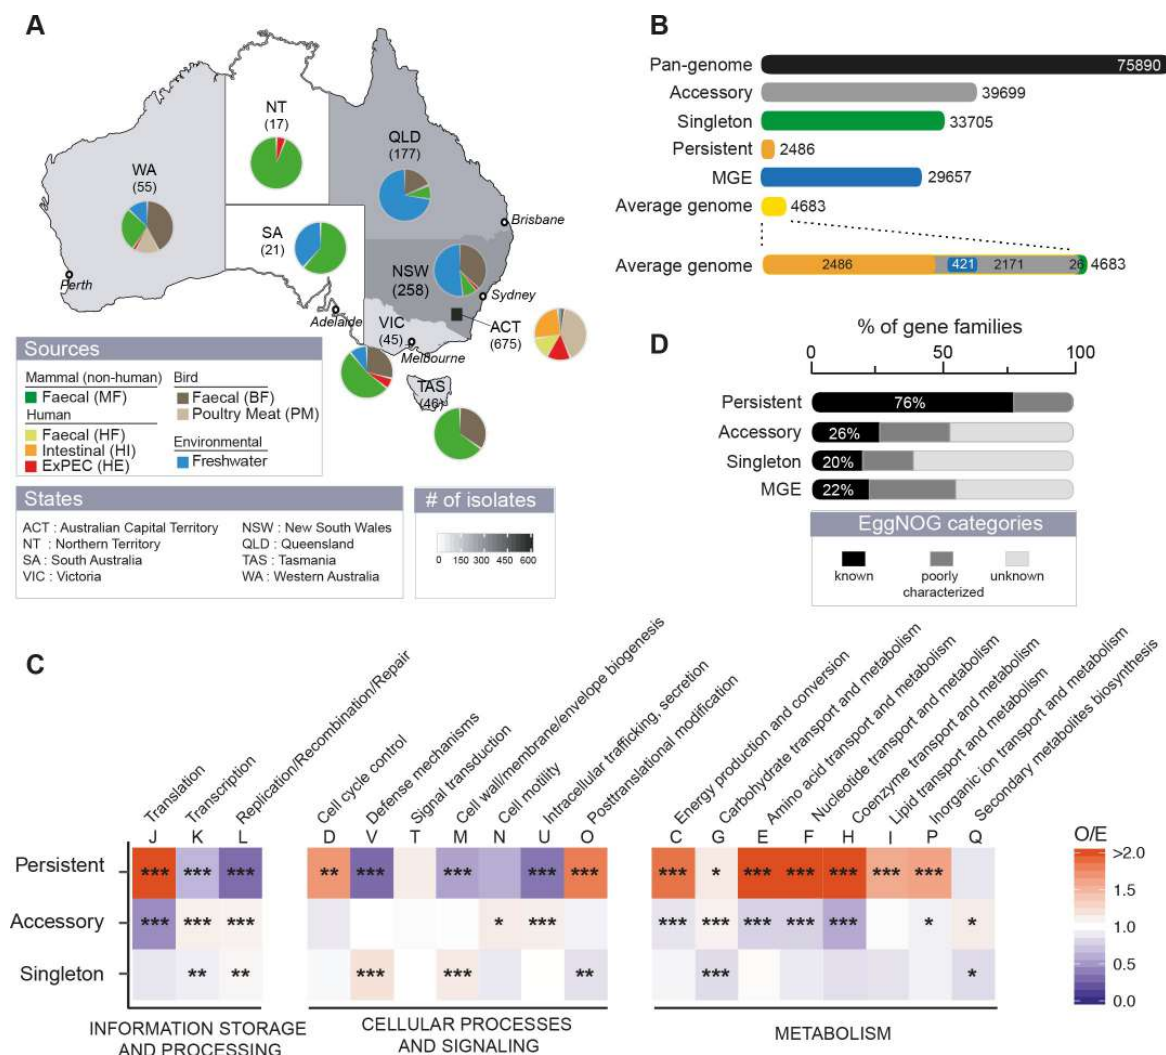 A
NT
(17)
QLD
(177)
WA
(55)
Brisbane
SA
(21)
NSW
(258)
Perth
Sydney
Adelaide
VIC
(45)
ACT
(675)
Melbourne
TAS
(46)
Sources
Mammal (non-human)
Faecal (MF)
Human
Faecal (HF)
Intestinal (HI)
ExPEC (HE)
Bird
Faecal (BF)
Poultry Meat (PM)
Environmental
Freshwater
States
ACT : Australian Capital Territory
NT : Northern Territory
SA : South Australia
VIC : Victoria
NSW : New South Wales
QLD : Queensland
TAS : Tasmania
WA : Western Australia
# of isolates
0 150 300 450 600
B
Pan-genome 75890
Accessory 39699
Singleton 33705
Persistent 2486
MGE 29657
Average genome 4683
Average genome 2486 421 2171 26 4683
D
% of gene families
0 50 100
Persistent 76%
Accessory 26%
Singleton 20%
MGE 22%
EggNOG categories
known
poorly
characterized
unknown
C
Translation
Transcription
Replication/Recombination/Repair
Cell cycle control
Defense mechanisms
Signal transduction
Cell wall/membrane/envelope biogenesis
Cell motility
Intracellular trafficking, secretion
Posttranslational modification
Energy production and conversion
Carbohydrate transport and metabolism
Amino acid transport and metabolism
Nucleotide transport and metabolism
Coenzyme transport and metabolism
Lipid transport and metabolism
Inorganic ion transport and metabolism
Secondary metabolites biosynthesis
J K L D V T M N U O C G E F H I P Q
Persistent *** *** *** ** *** *** *** *** *** * *** *** *** *** ***
Accessory *** *** *** * *** *** *** *** *** *** * *
Singleton ** ** *** *** ** *** *
INFORMATION STORAGE
AND PROCESSING
CELLULAR PROCESSES
AND SIGNALING
METABOLISM
O/E
>2.0
1.5
1.0
0.5
0.0